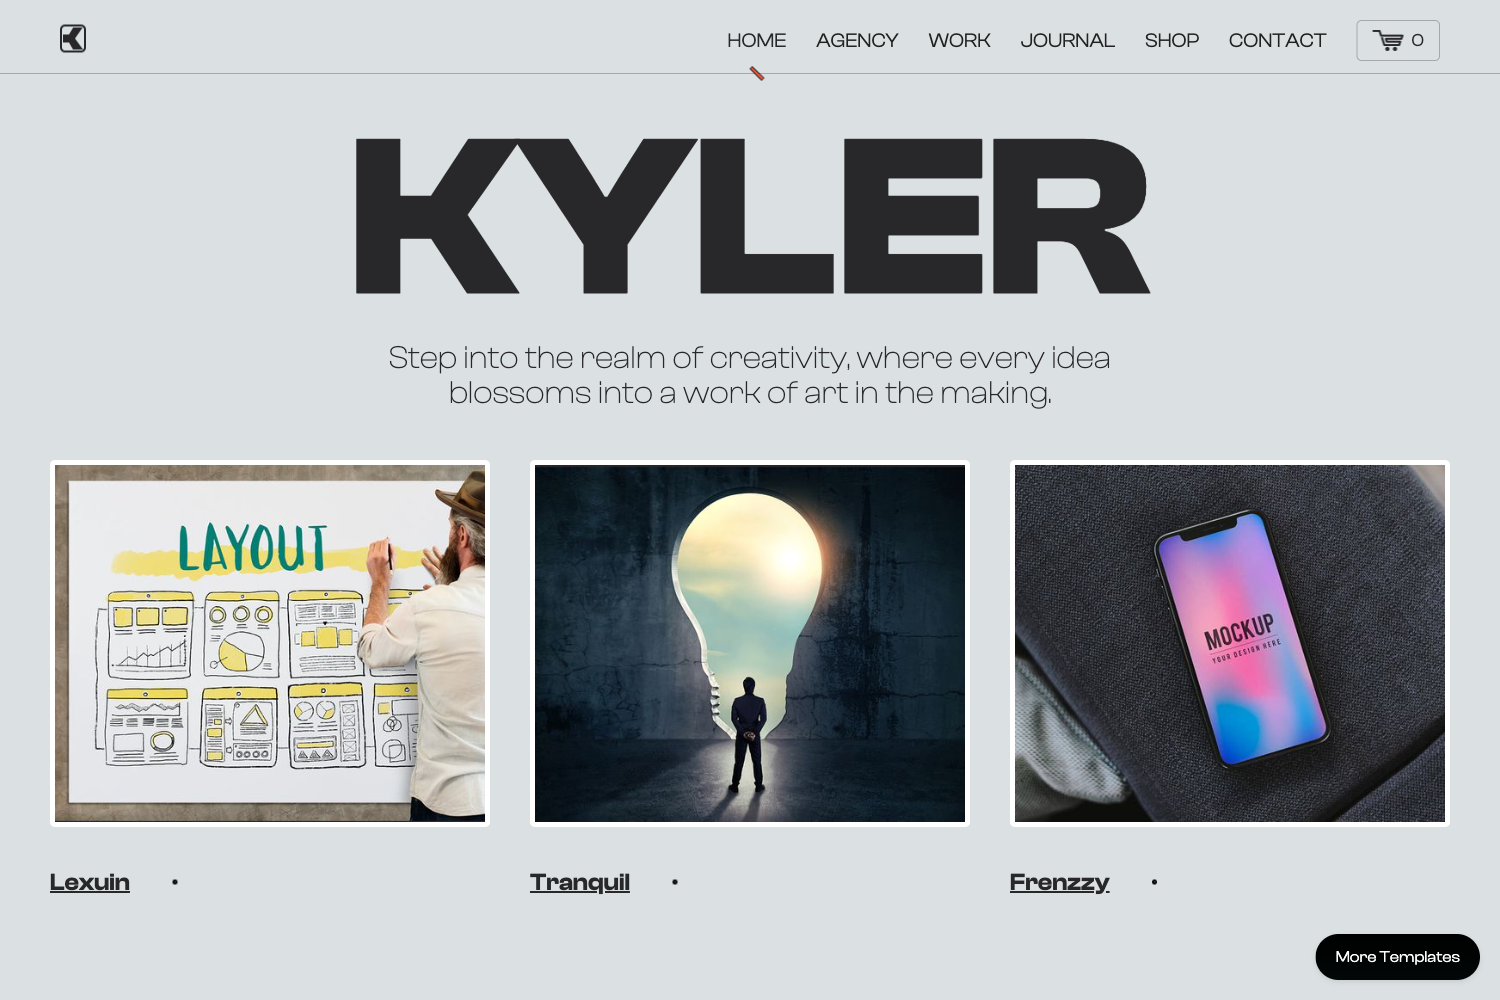 HOME AGENCY WORK JOURNAL SHOP CONTACT 0
KYLER
Step into the realm of creativity, where every idea
blossoms into a work of art in the making.
LAYOUT
MOCKUP
YOUR DESIGN HERE
Lexuin
Tranquil
Frenzzy
More Templates